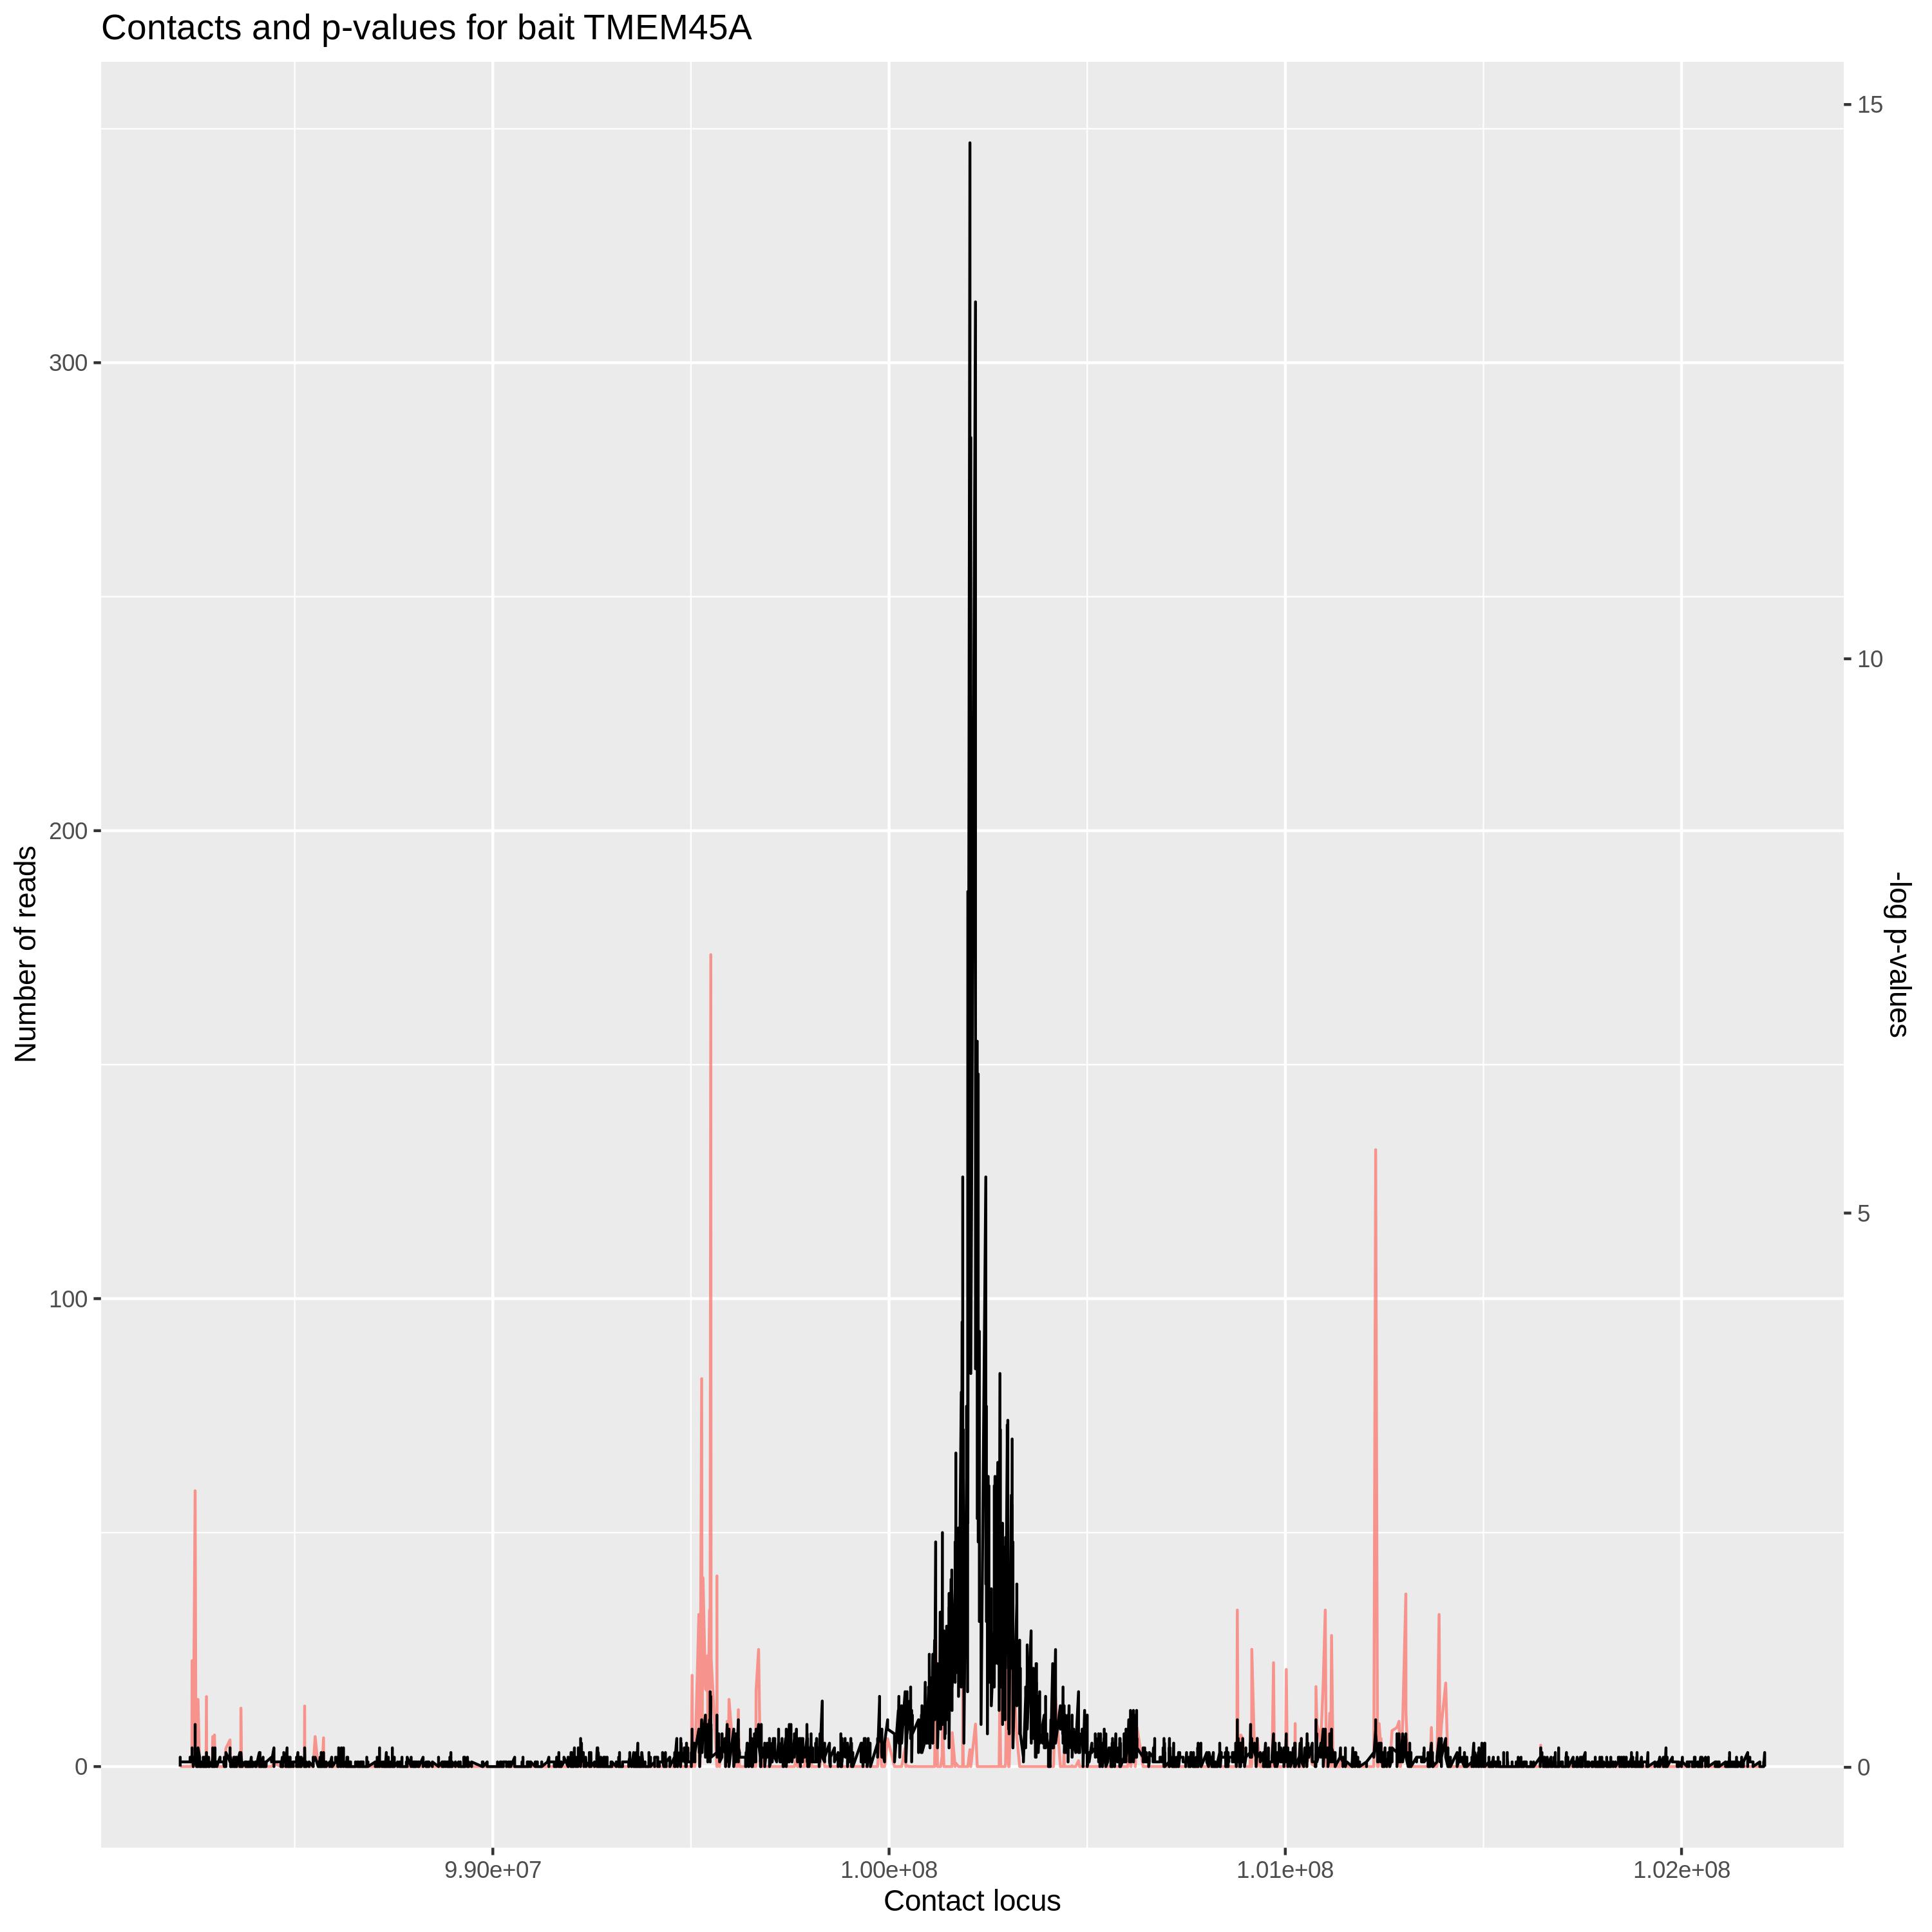 Contacts and p-values for bait TMEM45A
15
300
10
200
Number of reads
-log p-values
5
100
0
0
9.90e+07
1.00e+08
1.01e+08
1.02e+08
Contact locus